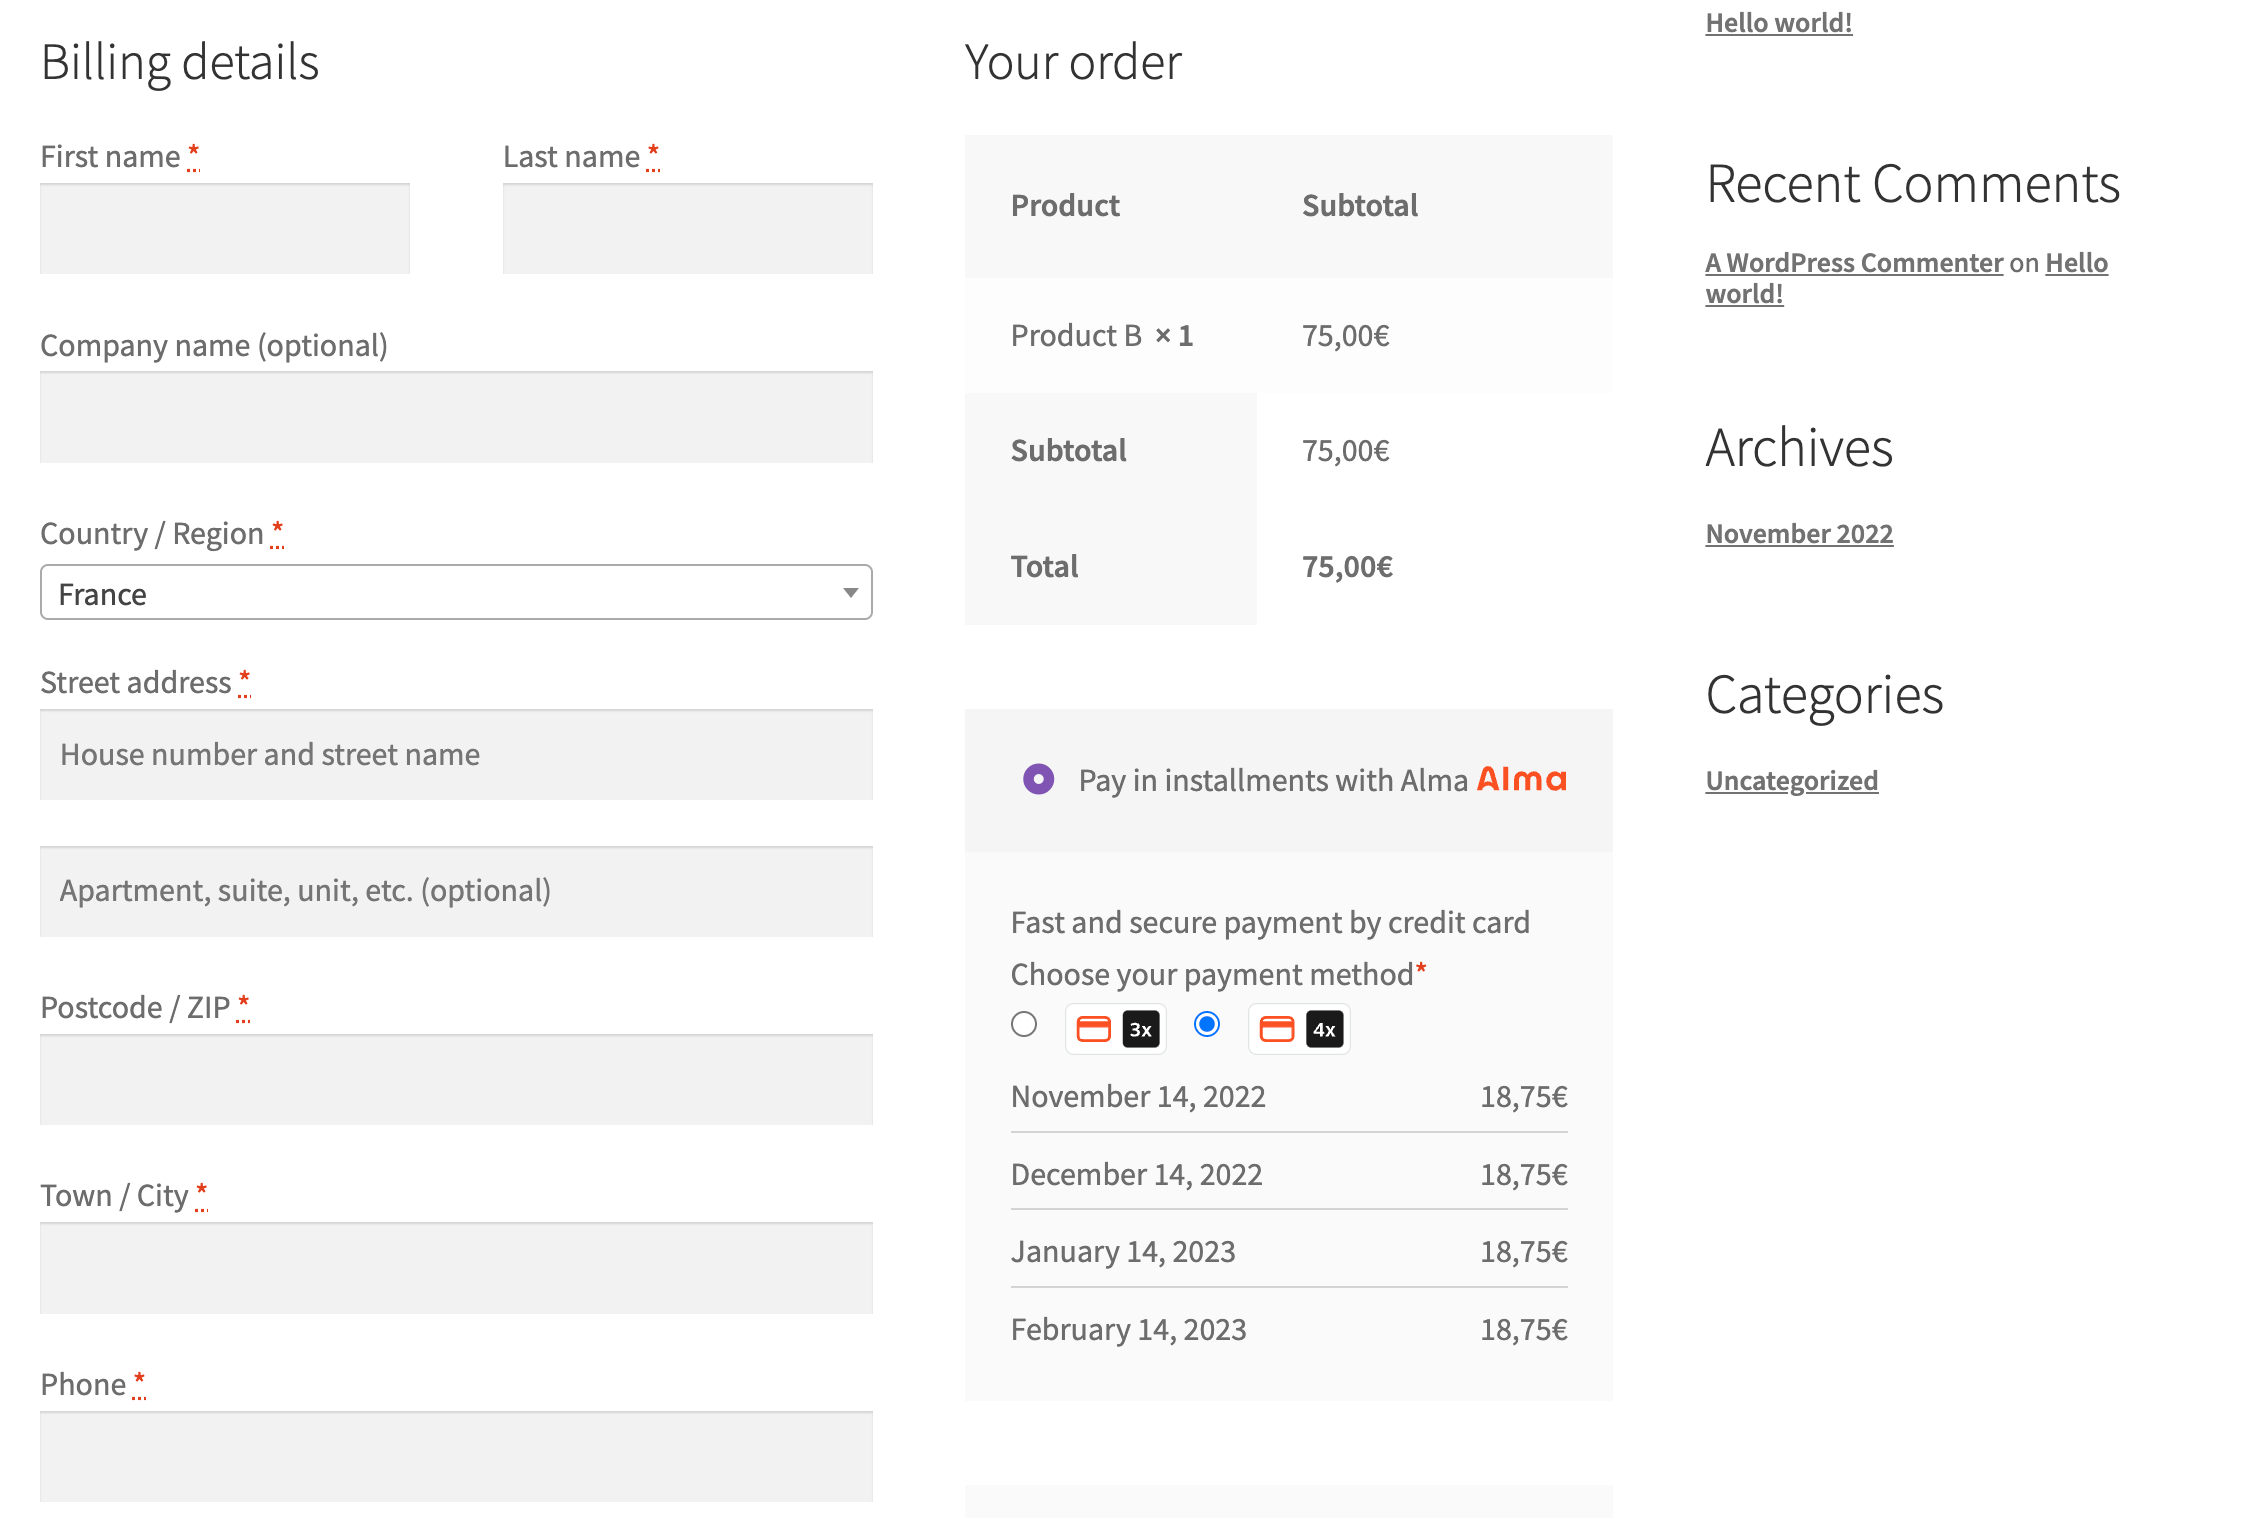 Billing details
First name *
Last name *
Company name (optional)
Country / Region *
France
Street address *
House number and street name
Apartment, suite, unit, etc. (optional)
Postcode / ZIP *
Town / City *
Phone *
Your order
Product Subtotal
Product B × 1 75,00€
Subtotal 75,00€
Total 75,00€
Pay in installments with Alma Alma
Fast and secure payment by credit card
Choose your payment method*
3x 4x
November 14, 2022 18,75€
December 14, 2022 18,75€
January 14, 2023 18,75€
February 14, 2023 18,75€
Hello world!
Recent Comments
A WordPress Commenter on Hello
world!
Archives
November 2022
Categories
Uncategorized